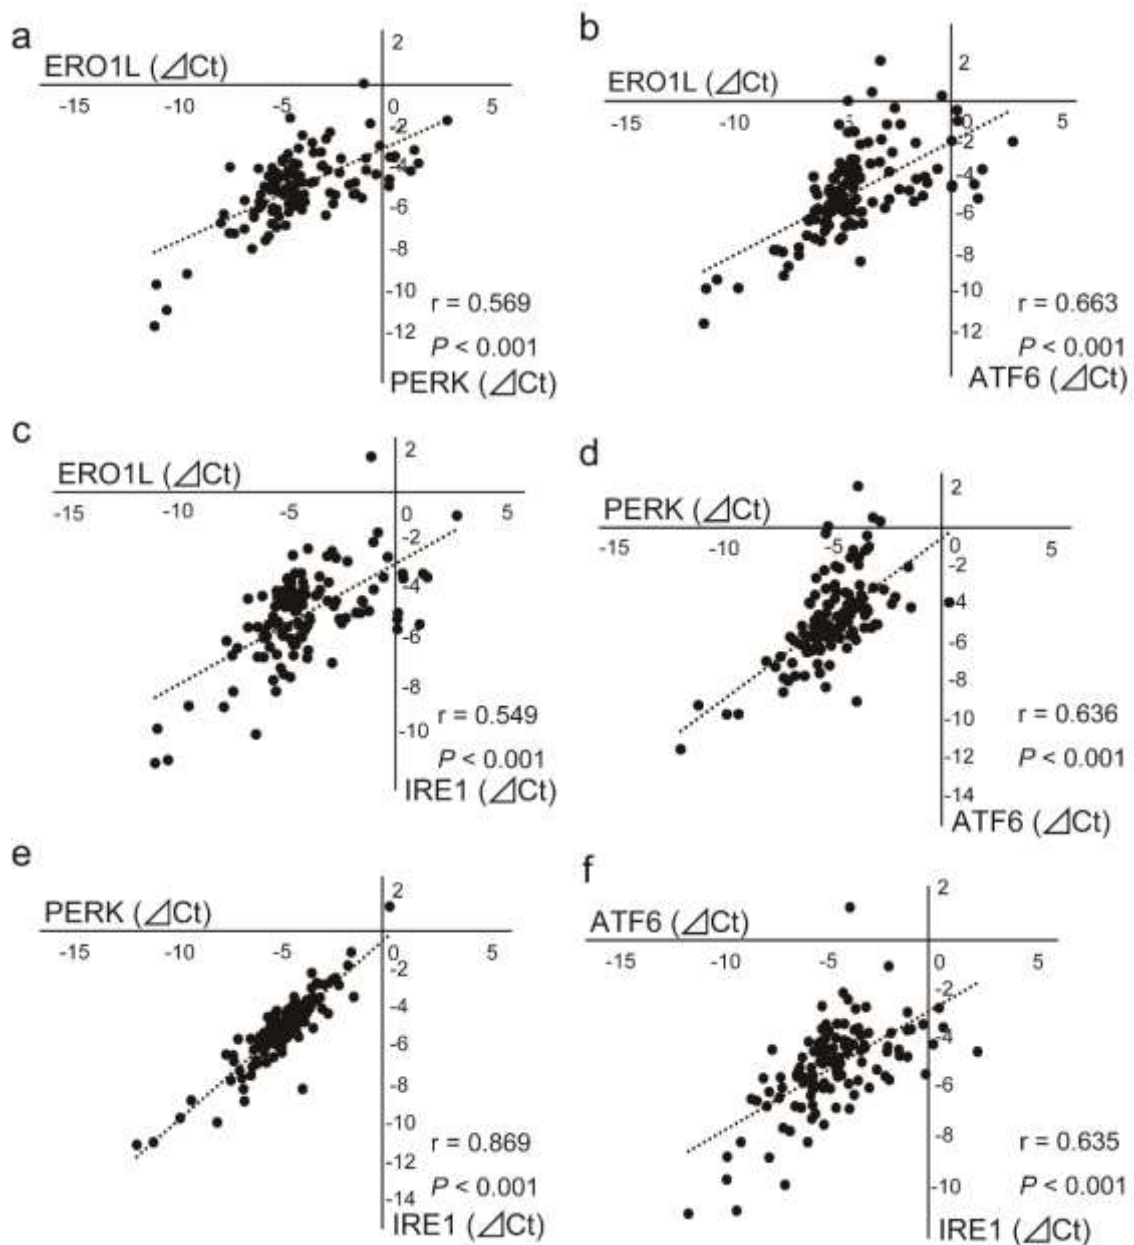 a
ERO1L (⊿Ct)
2
-15 -10 -5 0 5
-2
-4
-6
-8
-10
-12
r = 0.569
P < 0.001
PERK (⊿Ct)
b
ERO1L (⊿Ct)
2
-15 -10 -5 0 5
-2
-4
-6
-8
-10
-12
r = 0.663
P < 0.001
ATF6 (⊿Ct)
c
ERO1L (⊿Ct)
2
-15 -10 -5 0 5
-2
-4
-6
-8
-10
r = 0.549
P < 0.001
IRE1 (⊿Ct)
d
PERK (⊿Ct)
2
-15 -10 -5 0 5
-2
-4
-6
-8
-10
-12
-14
r = 0.636
P < 0.001
ATF6 (⊿Ct)
e
PERK (⊿Ct)
2
-15 -10 -5 0 5
-2
-4
-6
-8
-10
-12
-14
r = 0.869
P < 0.001
IRE1 (⊿Ct)
f
ATF6 (⊿Ct)
2
-15 -10 -5 0 5
-2
-4
-6
-8
-10
r = 0.635
P < 0.001
IRE1 (⊿Ct)